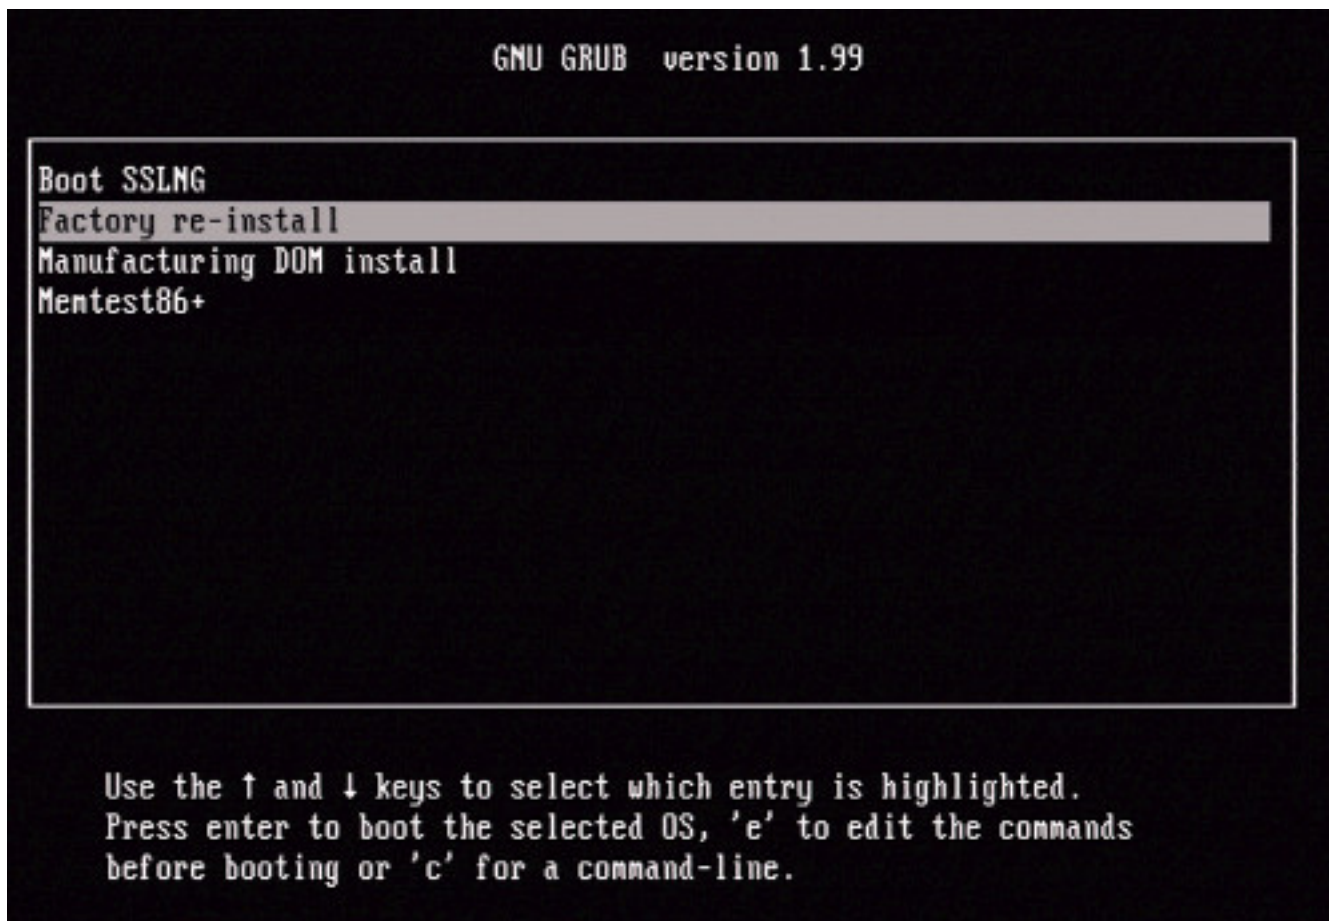 GNU GRUB version 1.99
Boot SSLNG
Factory re-install
Manufacturing DOM install
Memtest86+
Use the ↑ and ↓ keys to select which entry is highlighted.
Press enter to boot the selected OS, 'e' to edit the commands
before booting or 'c' for a command-line.